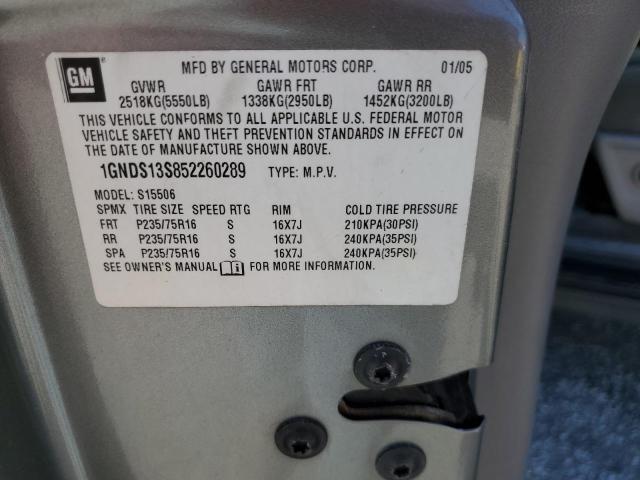 GM
MFD BY GENERAL MOTORS CORP. 01/05
GVWR GAWR FRT GAWR RR
2518KG(5550LB) 1338KG(2950LB) 1452KG(3200LB)
THIS VEHICLE CONFORMS TO ALL APPLICABLE U.S. FEDERAL MOTOR
VEHICLE SAFETY AND THEFT PREVENTION STANDARDS IN EFFECT ON
THE DATE OF MANUFACTURE SHOWN ABOVE.
1GNDS13S852260289 TYPE: M.P.V.
MODEL: S15506
SPMX TIRE SIZE SPEED RTG RIM COLD TIRE PRESSURE
FRT P235/75R16 S 16X7J 210KPA(30PSI)
RR P235/75R16 S 16X7J 240KPA(35PSI)
SPA P235/75R16 S 16X7J 240KPA(35PSI)
SEE OWNER'S MANUAL FOR MORE INFORMATION.